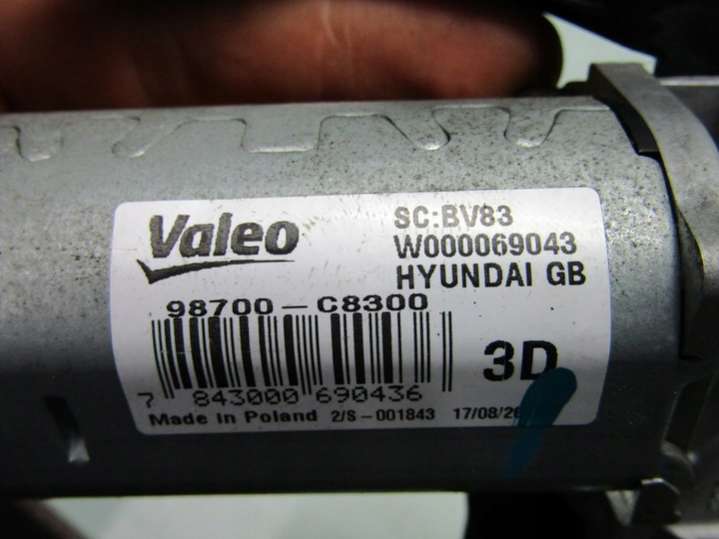 Valeo
SC:BV83
W000069043
HYUNDAI GB
98700-C8300
3D
7 843000 690436
Made in Poland 2/S-001843 17/08/